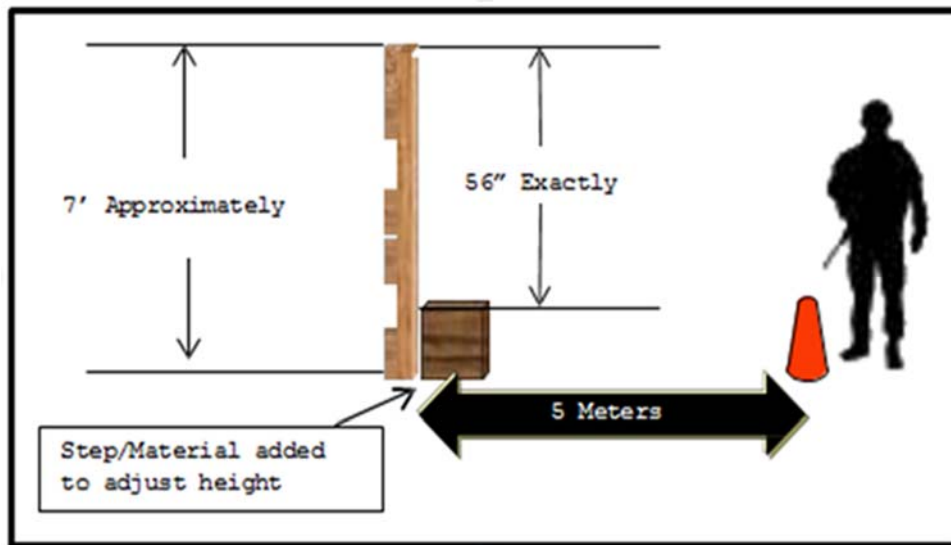 7’ Approximately
56” Exactly
5 Meters
Step/Material added
to adjust height